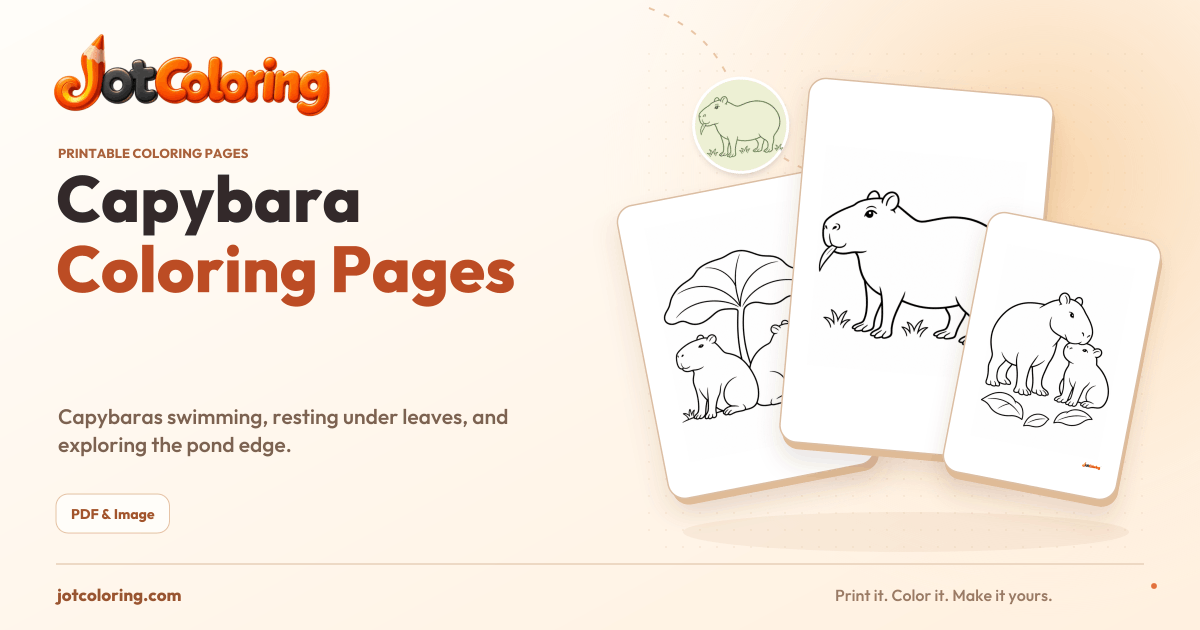 JotColoring
PRINTABLE COLORING PAGES
Capybara
Coloring Pages
Capybaras swimming, resting under leaves, and
exploring the pond edge.
PDF & Image
jotcoloring.com
Print it. Color it. Make it yours.